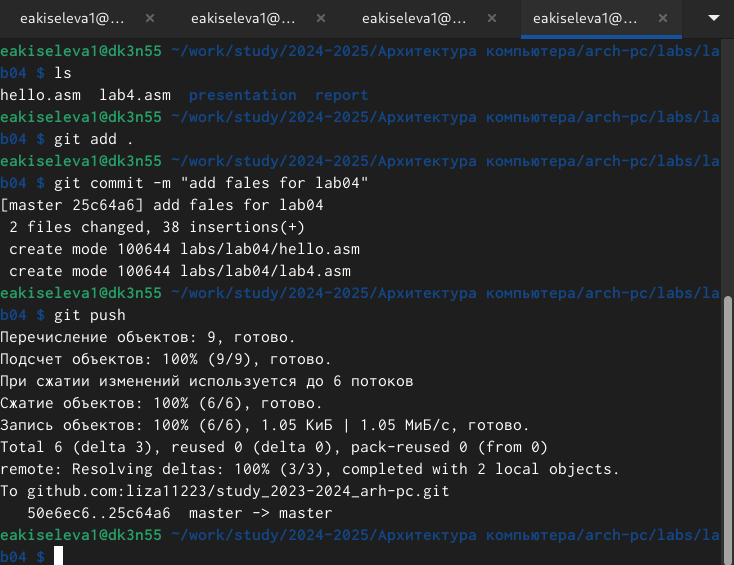 eakiseleva1@... × eakiseleva1@... × eakiseleva1@... × eakiseleva1@... ×
eakiseleva1@dk3n55 ~/work/study/2024-2025/Архитектура компьютера/arch-pc/labs/la
b04 $ ls
hello.asm  lab4.asm  presentation  report
eakiseleva1@dk3n55 ~/work/study/2024-2025/Архитектура компьютера/arch-pc/labs/la
b04 $ git add .
eakiseleva1@dk3n55 ~/work/study/2024-2025/Архитектура компьютера/arch-pc/labs/la
b04 $ git commit -m "add fales for lab04"
[master 25c64a6] add fales for lab04
 2 files changed, 38 insertions(+)
 create mode 100644 labs/lab04/hello.asm
 create mode 100644 labs/lab04/lab4.asm
eakiseleva1@dk3n55 ~/work/study/2024-2025/Архитектура компьютера/arch-pc/labs/la
b04 $ git push
Перечисление объектов: 9, готово.
Подсчет объектов: 100% (9/9), готово.
При сжатии изменений используется до 6 потоков
Сжатие объектов: 100% (6/6), готово.
Запись объектов: 100% (6/6), 1.05 КиБ | 1.05 МиБ/с, готово.
Total 6 (delta 3), reused 0 (delta 0), pack-reused 0 (from 0)
remote: Resolving deltas: 100% (3/3), completed with 2 local objects.
To github.com:liza11223/study_2023-2024_arh-pc.git
   50e6ec6..25c64a6  master -> master
eakiseleva1@dk3n55 ~/work/study/2024-2025/Архитектура компьютера/arch-pc/labs/la
b04 $